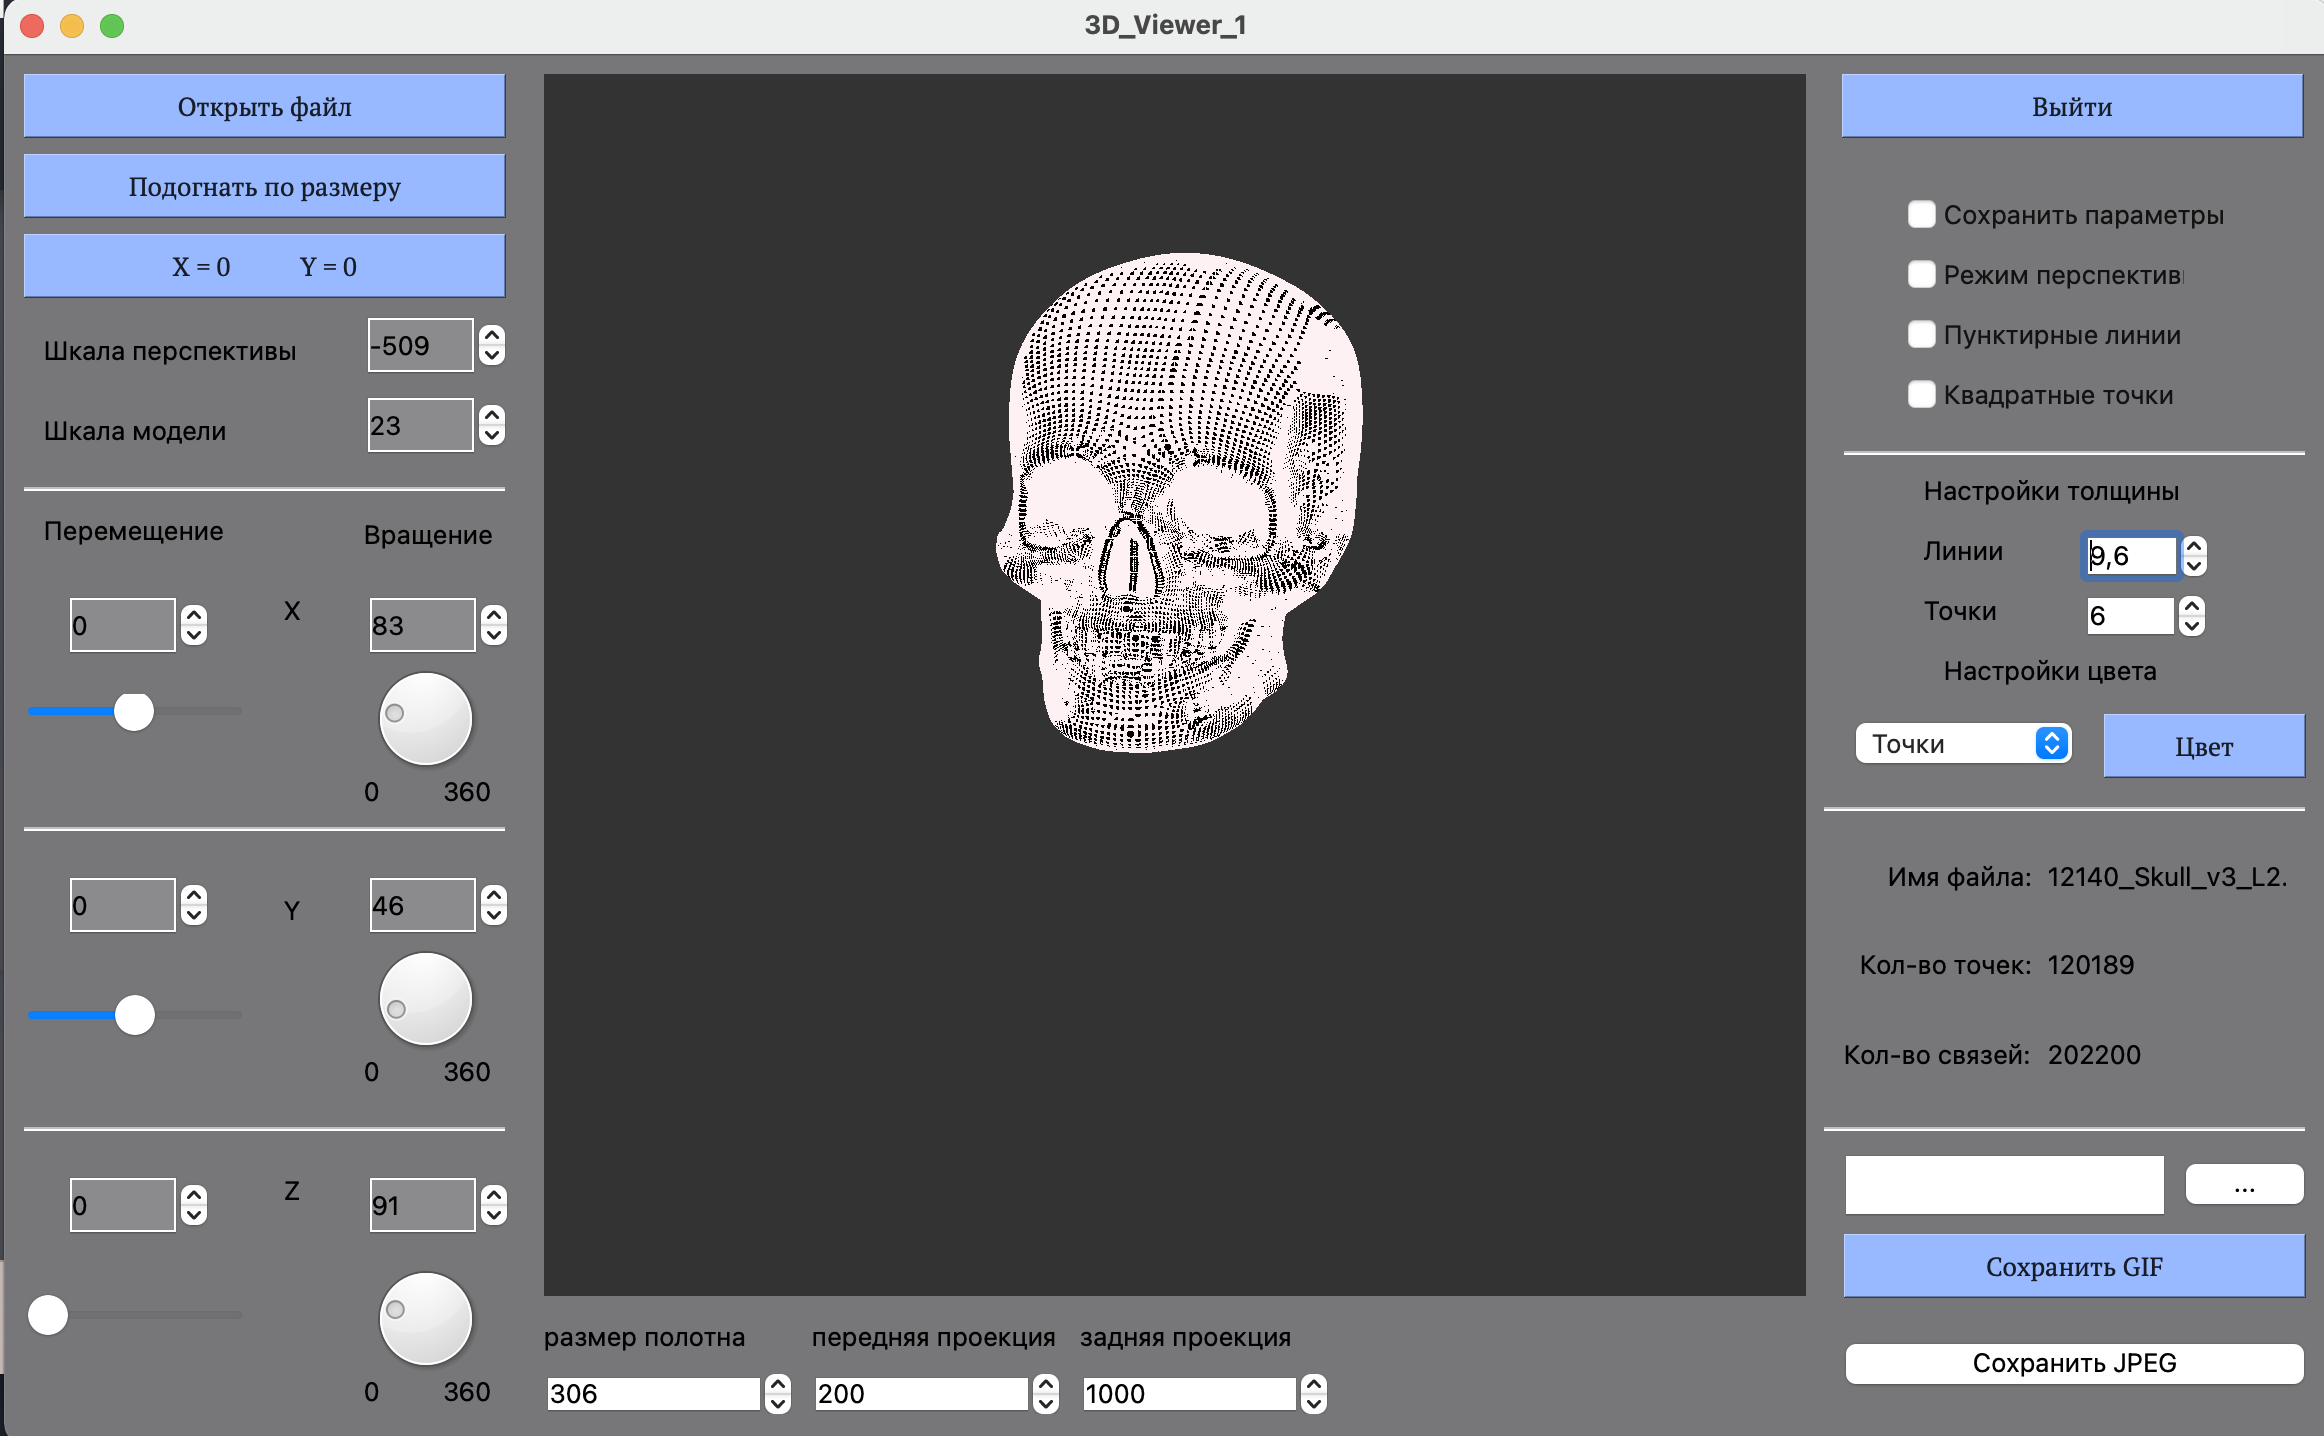 3D_Viewer_1
Открыть файл
Подогнать по размеру
X = 0 Y = 0
Шкала перспективы -509
Шкала модели 23
Перемещение Вращение
0 X 83
0 360
0 Y 46
0 360
0 Z 91
0 360
размер полотна передняя проекция задняя проекция
306 200 1000
Выйти
Сохранить параметры
Режим перспектив
Пунктирные линии
Квадратные точки
Настройки толщины
Линии 9,6
Точки 6
Настройки цвета
Точки Цвет
Имя файла: 12140_Skull_v3_L2.
Кол-во точек: 120189
Кол-во связей: 202200
...
Сохранить GIF
Сохранить JPEG